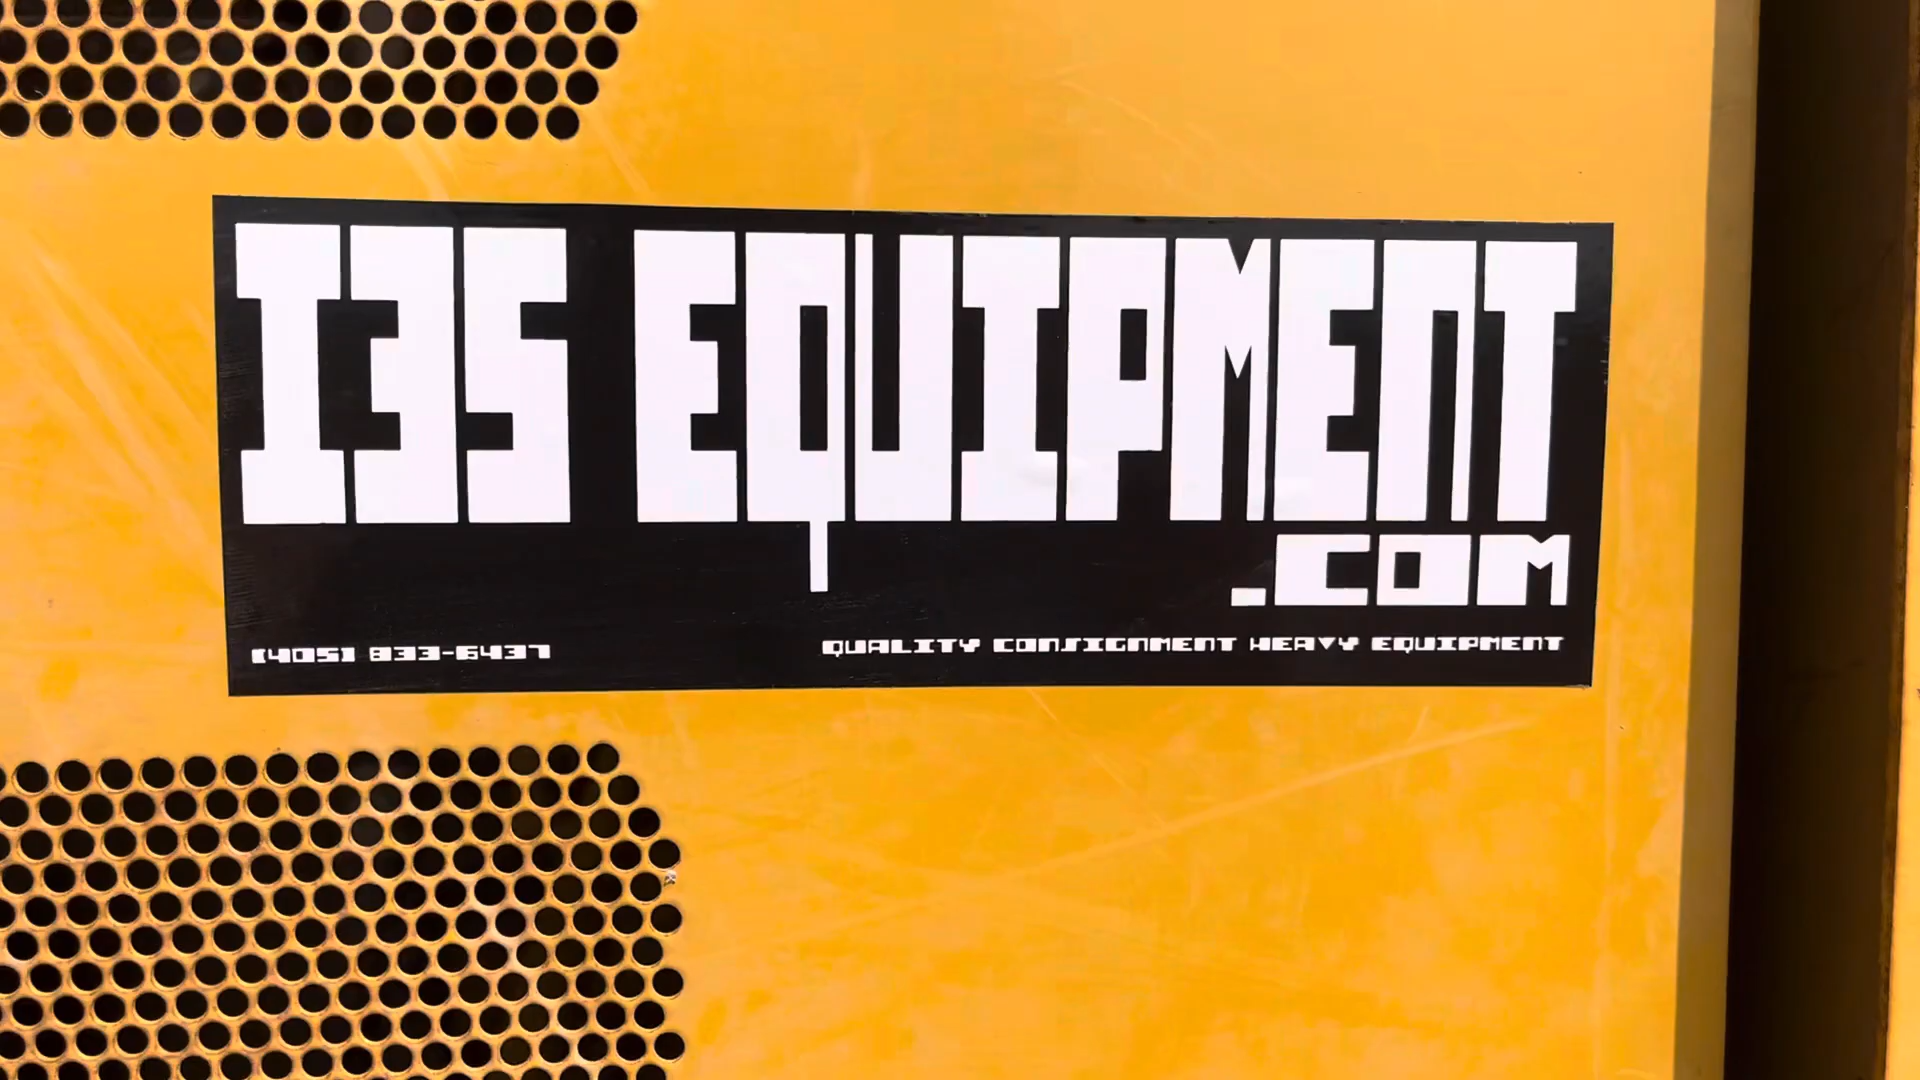 I35 EQUIPMENT
.COM
(405) 833-6437
QUALITY CONSIGNMENT HEAVY EQUIPMENT